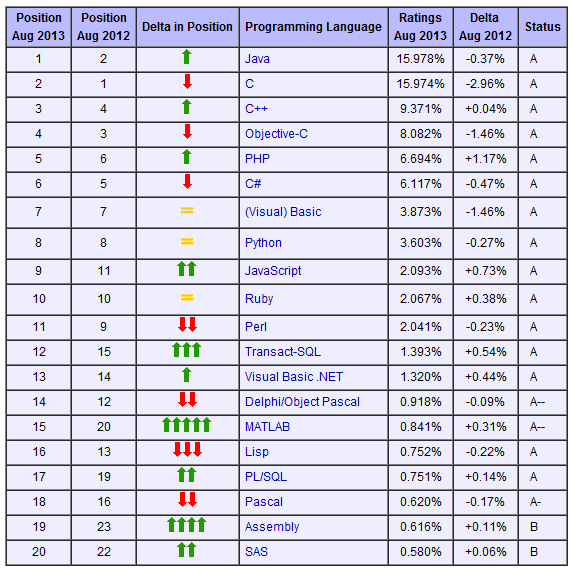 Position Aug 2013 Position Aug 2012 Delta in Position Programming Language Ratings Aug 2013 Delta Aug 2012 Status
1 2 Java 15.978% -0.37% A
2 1 C 15.974% -2.96% A
3 4 C++ 9.371% +0.04% A
4 3 Objective-C 8.082% -1.46% A
5 6 PHP 6.694% +1.17% A
6 5 C# 6.117% -0.47% A
7 7 = (Visual) Basic 3.873% -1.46% A
8 8 = Python 3.603% -0.27% A
9 11 JavaScript 2.093% +0.73% A
10 10 = Ruby 2.067% +0.38% A
11 9 Perl 2.041% -0.23% A
12 15 Transact-SQL 1.393% +0.54% A
13 14 Visual Basic .NET 1.320% +0.44% A
14 12 Delphi/Object Pascal 0.918% -0.09% A--
15 20 MATLAB 0.841% +0.31% A--
16 13 Lisp 0.752% -0.22% A
17 19 PL/SQL 0.751% +0.14% A
18 16 Pascal 0.620% -0.17% A-
19 23 Assembly 0.616% +0.11% B
20 22 SAS 0.580% +0.06% B